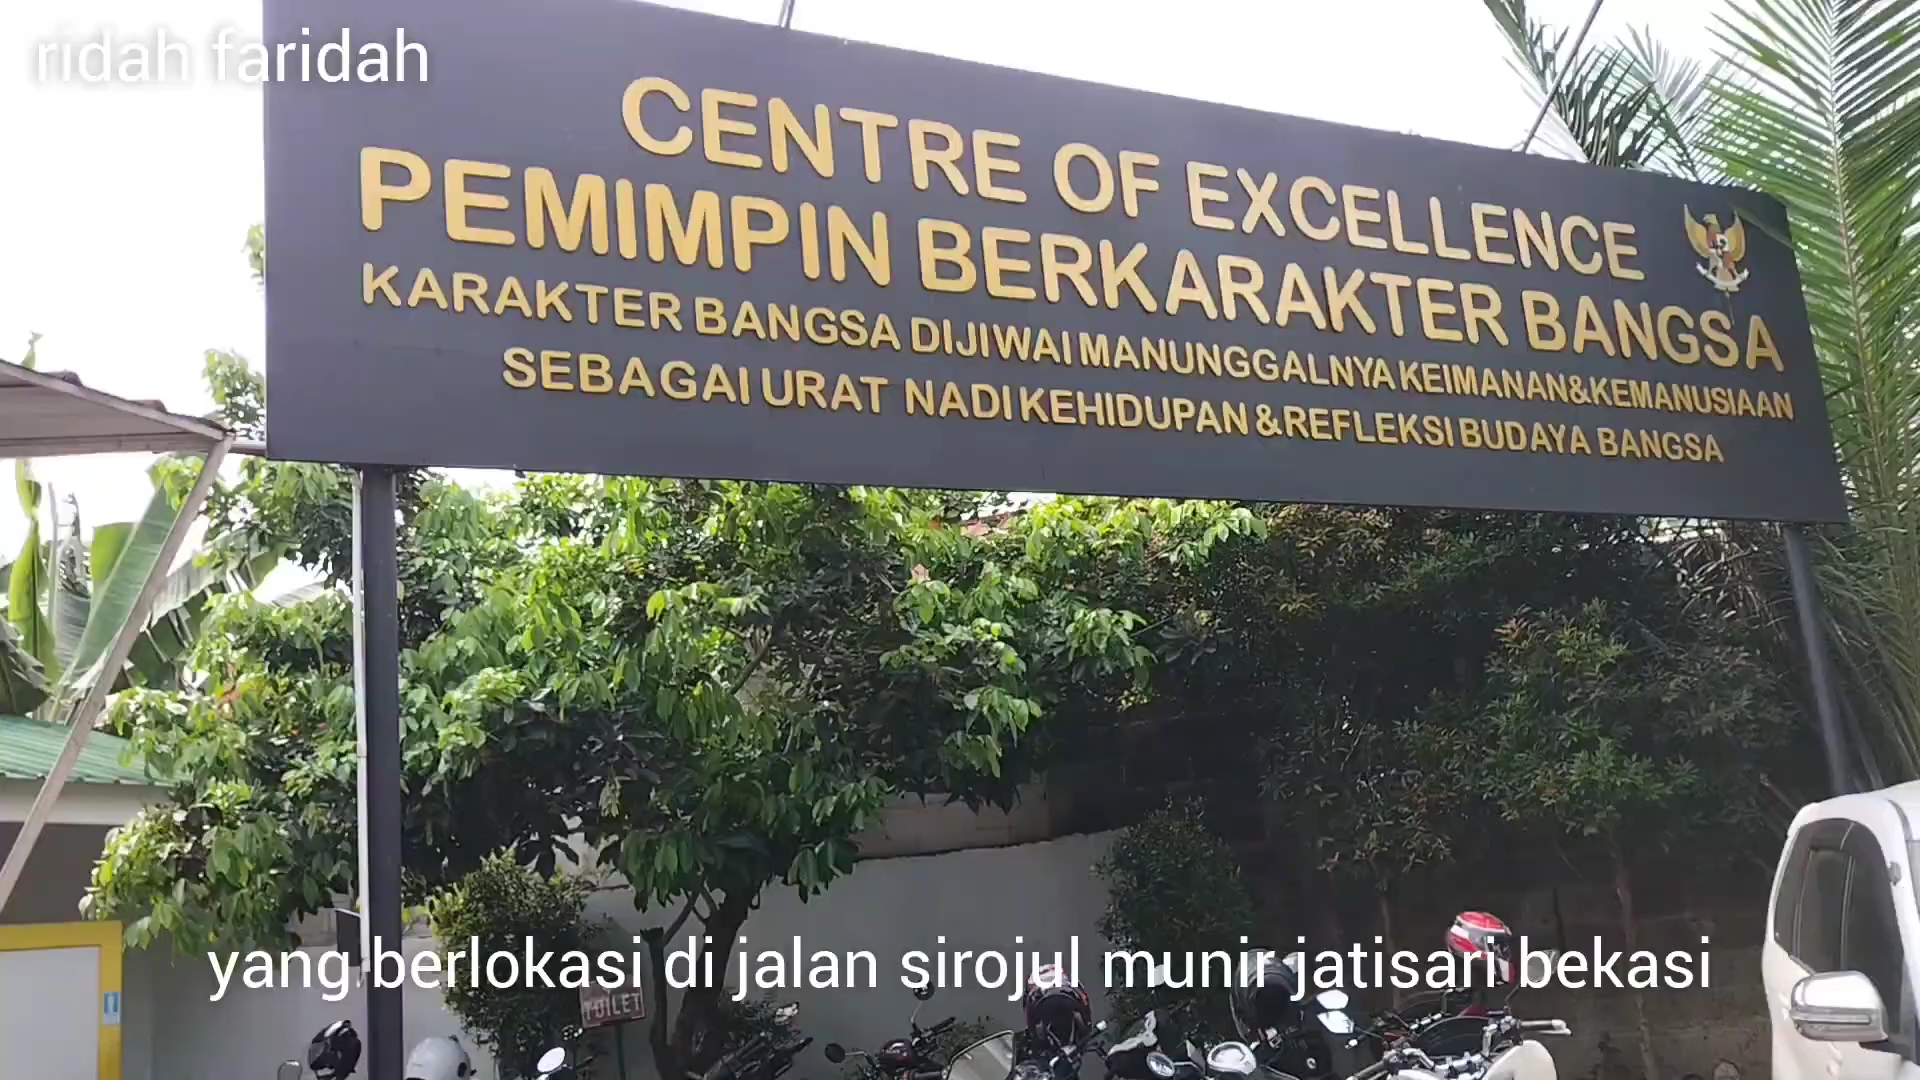 ridah faridah
CENTRE OF EXCELLENCE
PEMIMPIN BERKARAKTER BANGSA
KARAKTER BANGSA DIJIWAI MANUNGGALNYA KEIMANAN&KEMANUSIAAN
SEBAGAI URAT NADI KEHIDUPAN & REFLEKSI BUDAYA BANGSA
yang berlokasi di jalan sirojul munir jatisari bekasi
TOILET